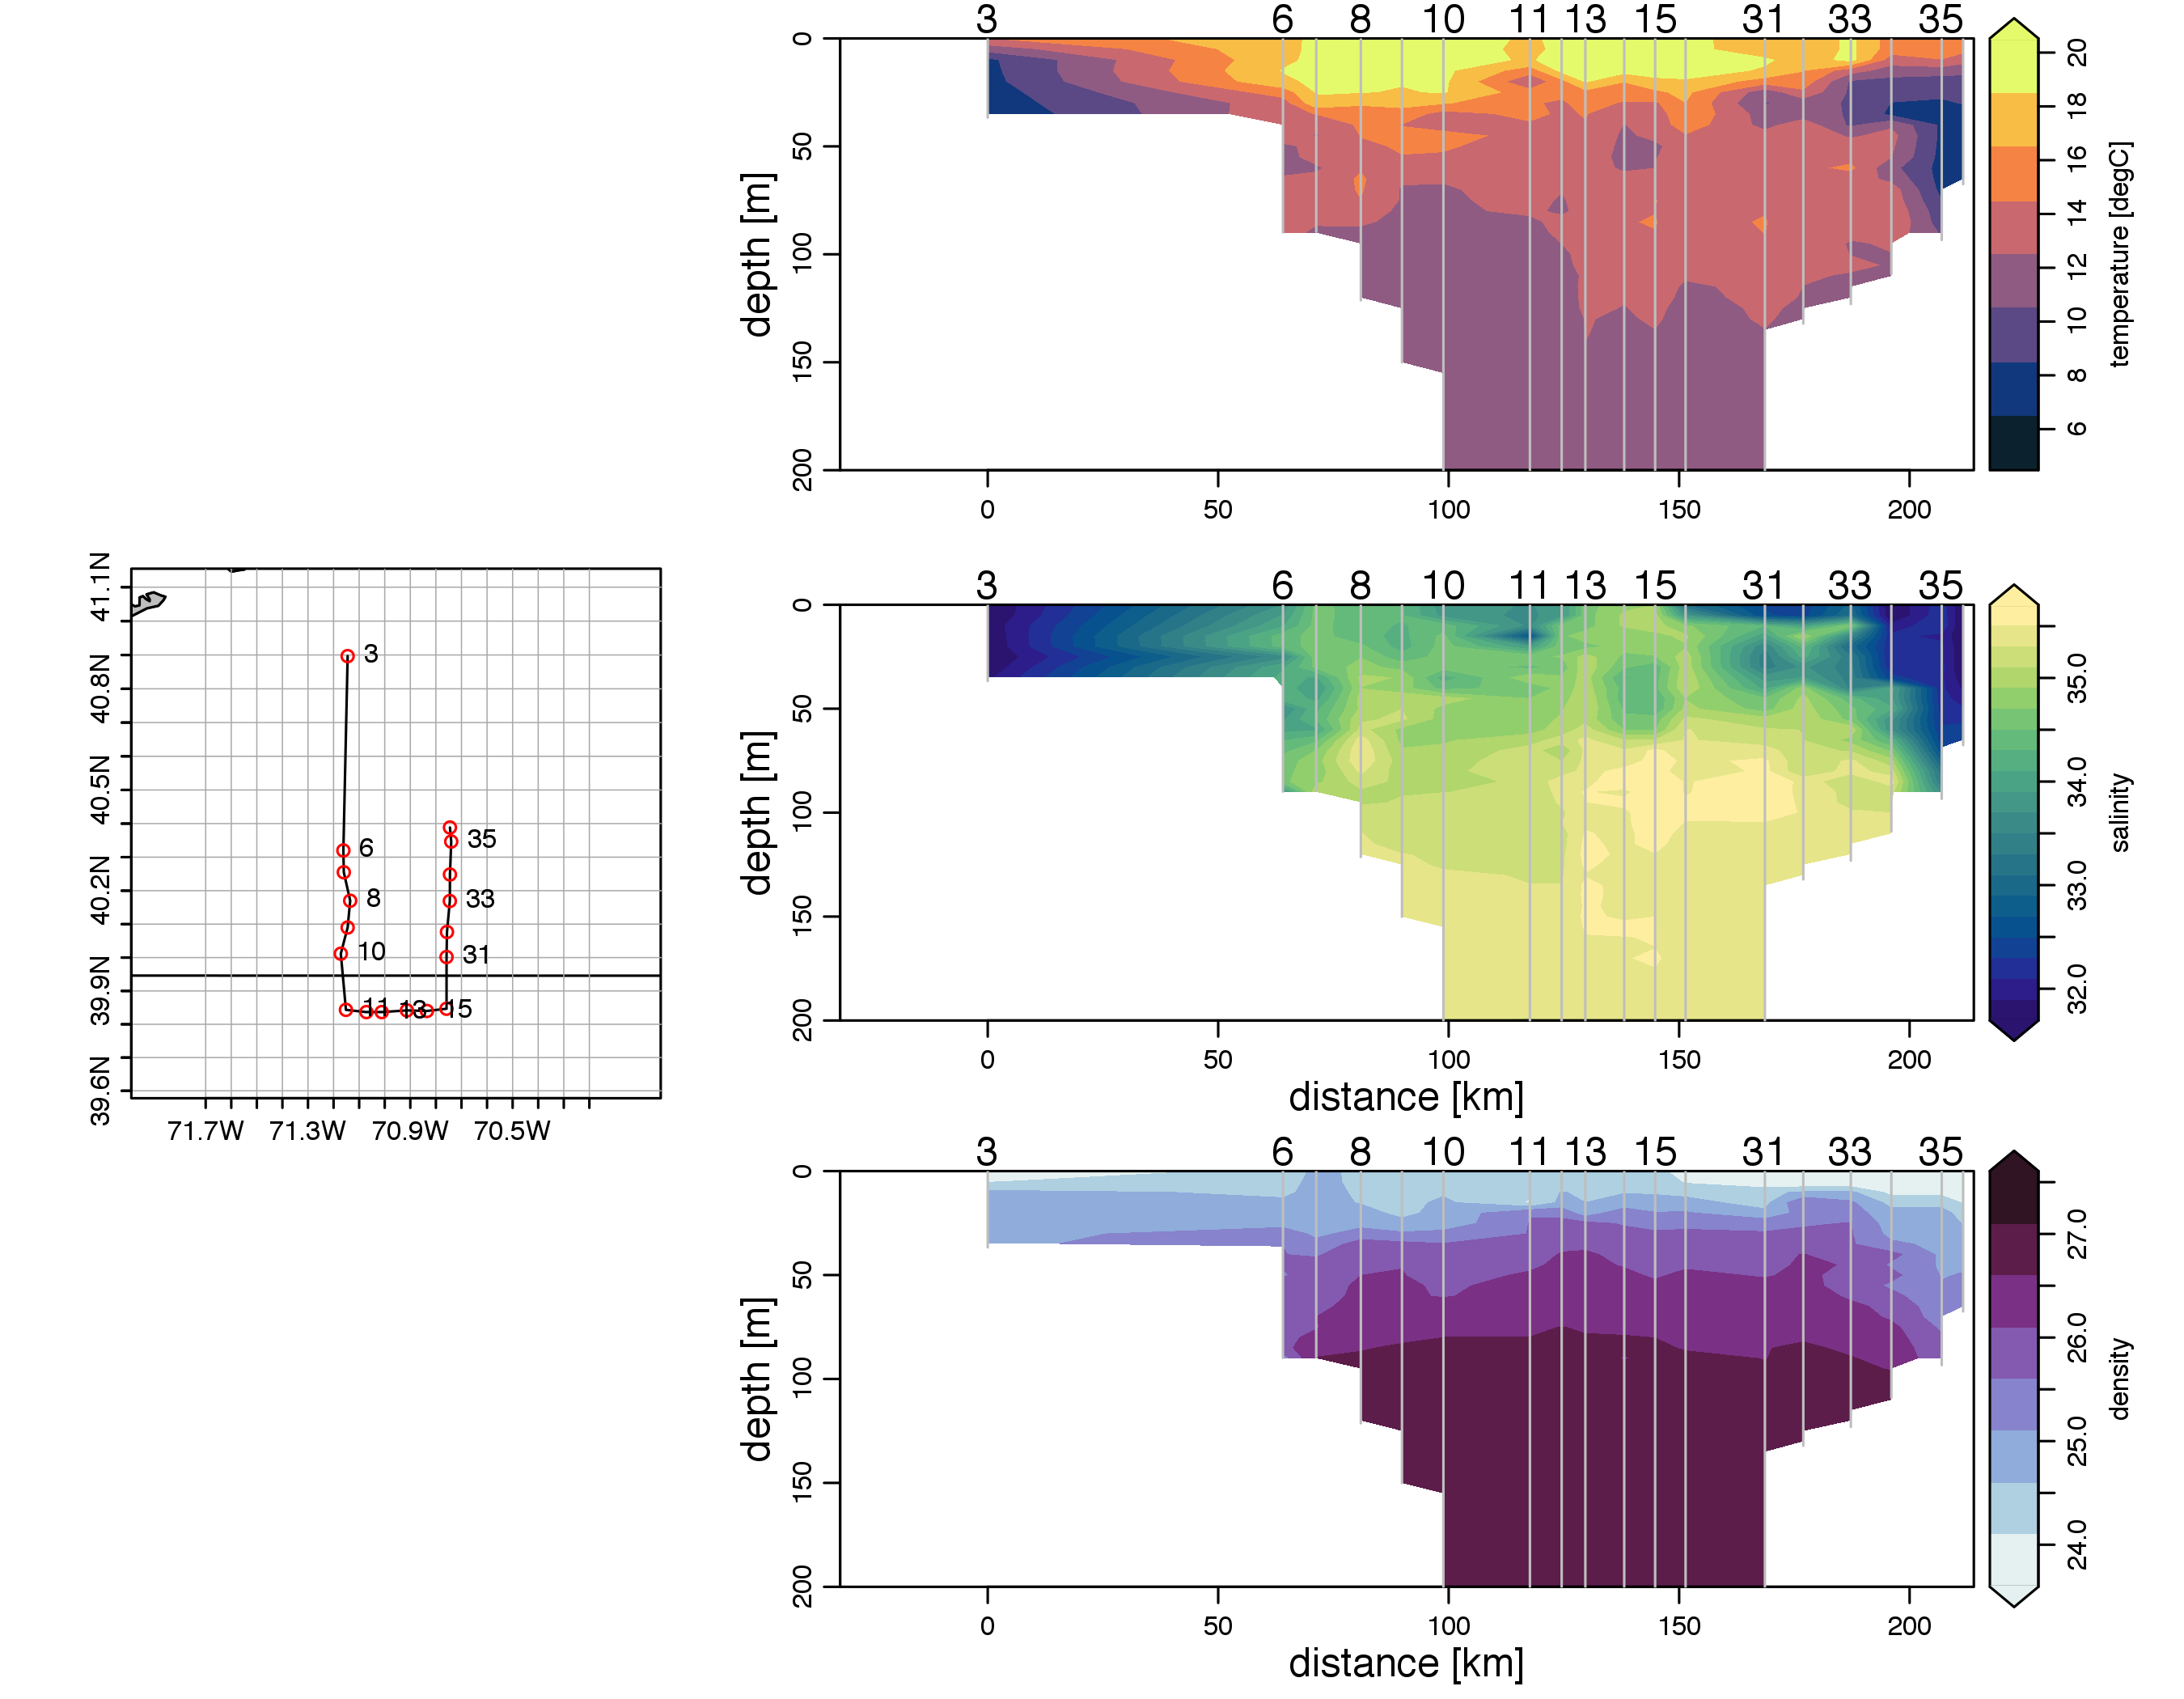 3 6 8 10 11 13 15 31 33 35
0 50 100 150 200
depth [m]
0 50 100 150 200
6 8 10 12 14 16 18 20
temperature [degC]
41.1N 40.8N 40.5N 40.2N 39.9N 39.6N
3
6
8
10
11 13 15
31
33
35
71.7W 71.3W 70.9W 70.5W
3 6 8 10 11 13 15 31 33 35
0 50 100 150 200
depth [m]
0 50 100 150 200
distance [km]
32.0 33.0 34.0 35.0
salinity
3 6 8 10 11 13 15 31 33 35
0 50 100 150 200
depth [m]
0 50 100 150 200
distance [km]
24.0 25.0 26.0 27.0
density